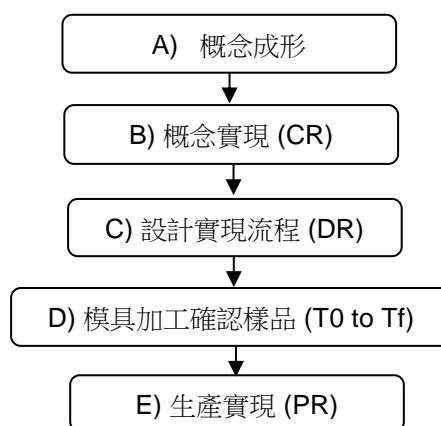 A) 概念成形
B) 概念實現 (CR)
C) 設計實現流程 (DR)
D) 模具加工確認樣品 (T0 to Tf)
E) 生產實現 (PR)